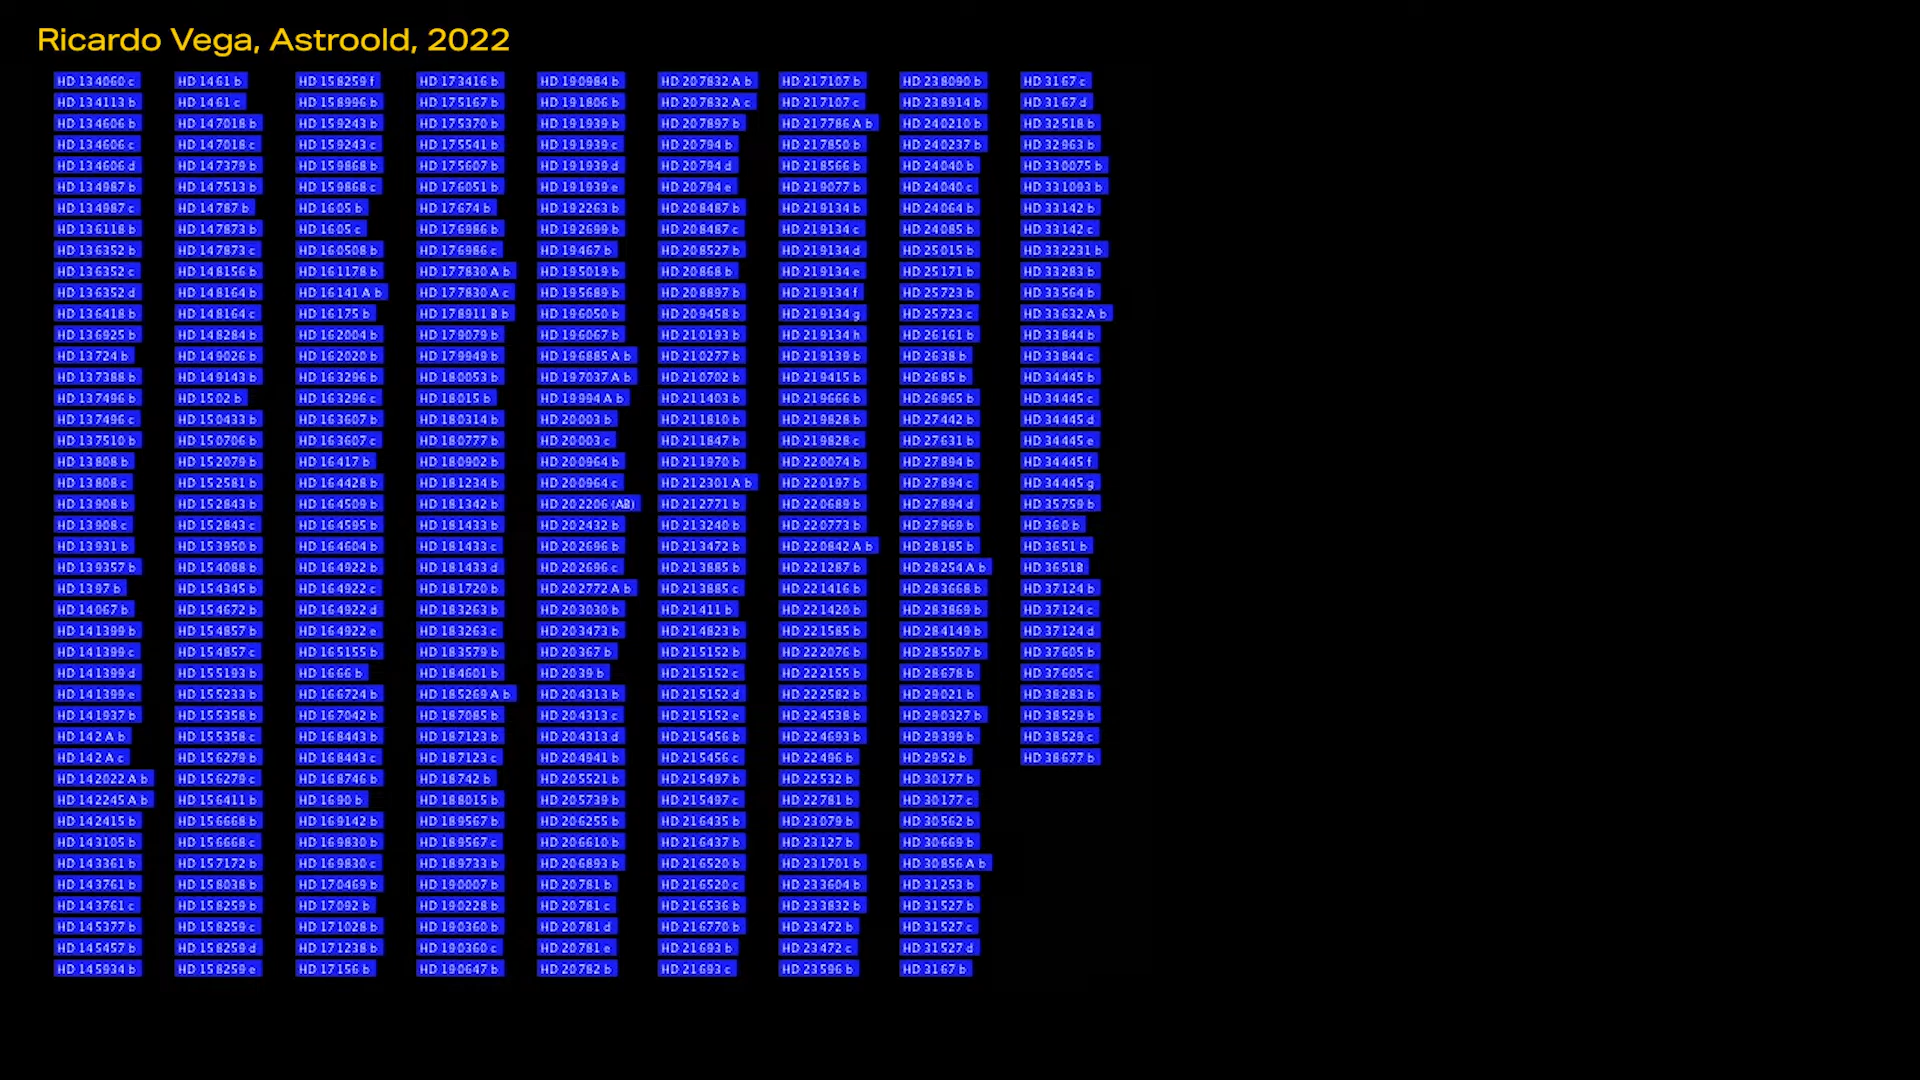 Ricardo Vega, Astroold, 2022
HD 134060 c
HD 134113 b
HD 134606 b
HD 134606 c
HD 134606 d
HD 134987 b
HD 134987 c
HD 136118 b
HD 136352 b
HD 136352 c
HD 136352 d
HD 136418 b
HD 136925 b
HD 13724 b
HD 137388 b
HD 137496 b
HD 137496 c
HD 137510 b
HD 13808 b
HD 13808 c
HD 13908 b
HD 13908 c
HD 13931 b
HD 139357 b
HD 1397 b
HD 14067 b
HD 141399 b
HD 141399 c
HD 141399 d
HD 141399 e
HD 141937 b
HD 142 A b
HD 142 A c
HD 142022 A b
HD 142245 A b
HD 142415 b
HD 143105 b
HD 143361 b
HD 143761 b
HD 143761 c
HD 145377 b
HD 145457 b
HD 145934 b
HD 1461 b
HD 1461 c
HD 147018 b
HD 147018 c
HD 147379 b
HD 147513 b
HD 14787 b
HD 147873 b
HD 147873 c
HD 148156 b
HD 148164 b
HD 148164 c
HD 148284 b
HD 149026 b
HD 149143 b
HD 1502 b
HD 150433 b
HD 150706 b
HD 152079 b
HD 152581 b
HD 152843 b
HD 152843 c
HD 153950 b
HD 154088 b
HD 154345 b
HD 154672 b
HD 154857 b
HD 154857 c
HD 155193 b
HD 155233 b
HD 155358 b
HD 155358 c
HD 156279 b
HD 156279 c
HD 156411 b
HD 156668 b
HD 156668 c
HD 157172 b
HD 158038 b
HD 158259 b
HD 158259 c
HD 158259 d
HD 158259 e
HD 158259 f
HD 158996 b
HD 159243 b
HD 159243 c
HD 159868 b
HD 159868 c
HD 1605 b
HD 1605 c
HD 160508 b
HD 161178 b
HD 16141 A b
HD 16175 b
HD 162004 b
HD 162020 b
HD 163296 b
HD 163296 c
HD 163607 b
HD 163607 c
HD 16417 b
HD 164428 b
HD 164509 b
HD 164595 b
HD 164604 b
HD 164922 b
HD 164922 c
HD 164922 d
HD 164922 e
HD 165155 b
HD 1666 b
HD 166724 b
HD 167042 b
HD 168443 b
HD 168443 c
HD 168746 b
HD 1690 b
HD 169142 b
HD 169830 b
HD 169830 c
HD 170469 b
HD 17092 b
HD 171028 b
HD 171238 b
HD 17156 b
HD 173416 b
HD 175167 b
HD 175370 b
HD 175541 b
HD 175607 b
HD 176051 b
HD 17674 b
HD 176986 b
HD 176986 c
HD 177830 A b
HD 177830 A c
HD 178911 B b
HD 179079 b
HD 179949 b
HD 180053 b
HD 18015 b
HD 180314 b
HD 180777 b
HD 180902 b
HD 181234 b
HD 181342 b
HD 181433 b
HD 181433 c
HD 181433 d
HD 181720 b
HD 183263 b
HD 183263 c
HD 183579 b
HD 184601 b
HD 185269 A b
HD 187085 b
HD 187123 b
HD 187123 c
HD 18742 b
HD 188015 b
HD 189567 b
HD 189567 c
HD 189733 b
HD 190007 b
HD 190228 b
HD 190360 b
HD 190360 c
HD 190647 b
HD 190984 b
HD 191806 b
HD 191939 b
HD 191939 c
HD 191939 d
HD 191939 e
HD 192263 b
HD 192699 b
HD 19467 b
HD 195019 b
HD 195689 b
HD 196050 b
HD 196067 b
HD 196885 A b
HD 197037 A b
HD 19994 A b
HD 20003 b
HD 20003 c
HD 200964 b
HD 200964 c
HD 202206 (AB)
HD 202432 b
HD 202696 b
HD 202696 c
HD 202772 A b
HD 203030 b
HD 203473 b
HD 20367 b
HD 2039 b
HD 204313 b
HD 204313 c
HD 204313 d
HD 204941 b
HD 205521 b
HD 205739 b
HD 206255 b
HD 206610 b
HD 206893 b
HD 20781 b
HD 20781 c
HD 20781 d
HD 20781 e
HD 20782 b
HD 207832 A b
HD 207832 A c
HD 207897 b
HD 20794 b
HD 20794 d
HD 20794 e
HD 208487 b
HD 208487 c
HD 208527 b
HD 20868 b
HD 208897 b
HD 209458 b
HD 210193 b
HD 210277 b
HD 210702 b
HD 211403 b
HD 211810 b
HD 211847 b
HD 211970 b
HD 212301 A b
HD 212771 b
HD 213240 b
HD 213472 b
HD 213885 b
HD 213885 c
HD 21411 b
HD 214823 b
HD 215152 b
HD 215152 c
HD 215152 d
HD 215152 e
HD 215456 b
HD 215456 c
HD 215497 b
HD 215497 c
HD 216435 b
HD 216437 b
HD 216520 b
HD 216520 c
HD 216536 b
HD 216770 b
HD 21693 b
HD 21693 c
HD 217107 b
HD 217107 c
HD 217786 A b
HD 217850 b
HD 218566 b
HD 219077 b
HD 219134 b
HD 219134 c
HD 219134 d
HD 219134 e
HD 219134 f
HD 219134 g
HD 219134 h
HD 219139 b
HD 219415 b
HD 219666 b
HD 219828 b
HD 219828 c
HD 220074 b
HD 220197 b
HD 220689 b
HD 220773 b
HD 220842 A b
HD 221287 b
HD 221416 b
HD 221420 b
HD 221585 b
HD 222076 b
HD 222155 b
HD 222582 b
HD 224538 b
HD 224693 b
HD 22496 b
HD 22532 b
HD 22781 b
HD 23079 b
HD 23127 b
HD 231701 b
HD 233604 b
HD 233832 b
HD 23472 b
HD 23472 c
HD 23596 b
HD 238090 b
HD 238914 b
HD 240210 b
HD 240237 b
HD 24040 b
HD 24040 c
HD 24064 b
HD 24085 b
HD 25015 b
HD 25171 b
HD 25723 b
HD 25723 c
HD 26161 b
HD 2638 b
HD 2685 b
HD 26965 b
HD 27442 b
HD 27631 b
HD 27894 b
HD 27894 c
HD 27894 d
HD 27969 b
HD 28185 b
HD 28254 A b
HD 283668 b
HD 283869 b
HD 284149 b
HD 285507 b
HD 28678 b
HD 29021 b
HD 290327 b
HD 29399 b
HD 2952 b
HD 30177 b
HD 30177 c
HD 30562 b
HD 30669 b
HD 30856 A b
HD 31253 b
HD 31527 b
HD 31527 c
HD 31527 d
HD 3167 b
HD 3167 c
HD 3167 d
HD 32518 b
HD 32963 b
HD 330075 b
HD 331093 b
HD 33142 b
HD 33142 c
HD 332231 b
HD 33283 b
HD 33564 b
HD 33632 A b
HD 33844 b
HD 33844 c
HD 34445 b
HD 34445 c
HD 34445 d
HD 34445 e
HD 34445 f
HD 34445 g
HD 35759 b
HD 360 b
HD 3651 b
HD 3651B
HD 37124 b
HD 37124 c
HD 37124 d
HD 37605 b
HD 37605 c
HD 38283 b
HD 38529 b
HD 38529 c
HD 38677 b